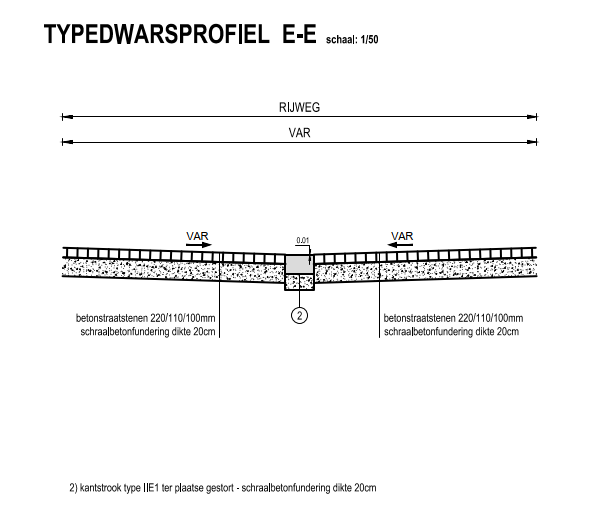 TYPEDWARSPROFIEL E-E schaal: 1/50
RIJWEG
VAR
VAR
0.01
VAR
betonstraatstenen 220/110/100mm
schraalbetonfundering dikte 20cm
2
betonstraatstenen 220/110/100mm
schraalbetonfundering dikte 20cm
2) kantstrook type IIE1 ter plaatse gestort - schraalbetonfundering dikte 20cm